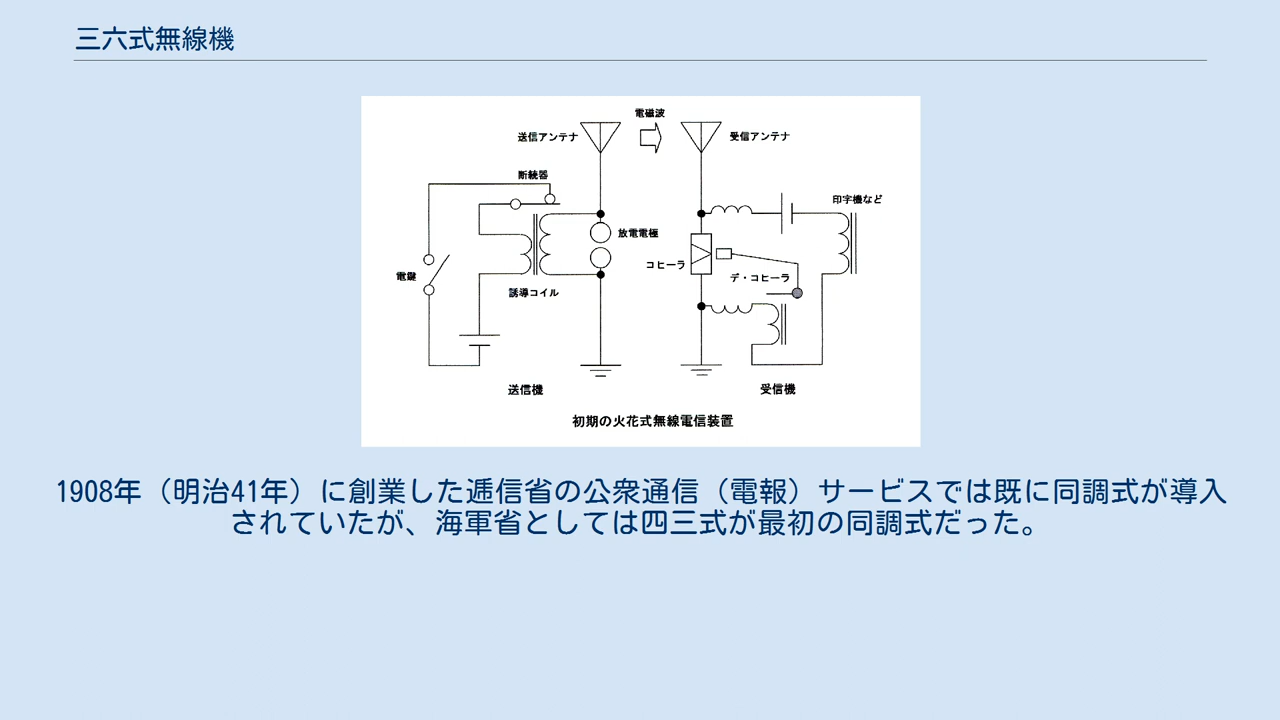 三六式無線機
電磁波
送信アンテナ
受信アンテナ
断続器
印字機など
放電電極
コヒーラ
電鍵
デ・コヒーラ
誘導コイル
送信機
受信機
初期の火花式無線電信装置
1908年（明治41年）に創業した逓信省の公衆通信（電報）サービスでは既に同調式が導入
されていたが、海軍省としては四三式が最初の同調式だった。